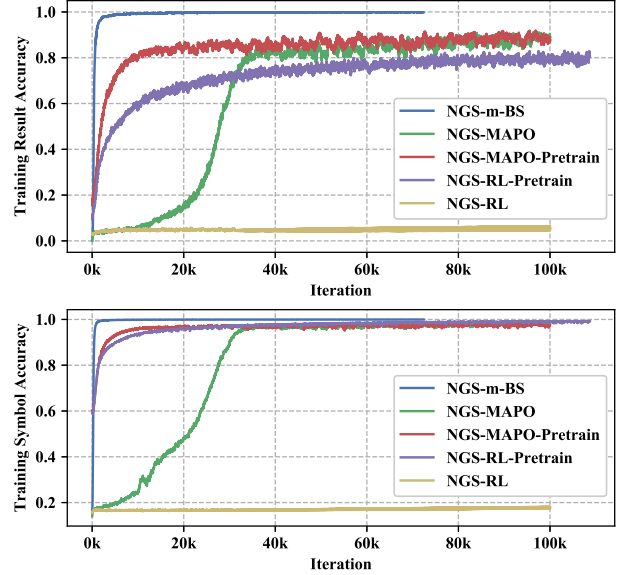 Training Result Accuracy
1.0
0.8
0.6
0.4
0.2
0.0
NGS-m-BS
NGS-MAPO
NGS-MAPO-Pretrain
NGS-RL-Pretrain
NGS-RL
0k 20k 40k 60k 80k 100k
Iteration
Training Symbol Accuracy
1.0
0.8
0.6
0.4
0.2
NGS-m-BS
NGS-MAPO
NGS-MAPO-Pretrain
NGS-RL-Pretrain
NGS-RL
0k 20k 40k 60k 80k 100k
Iteration